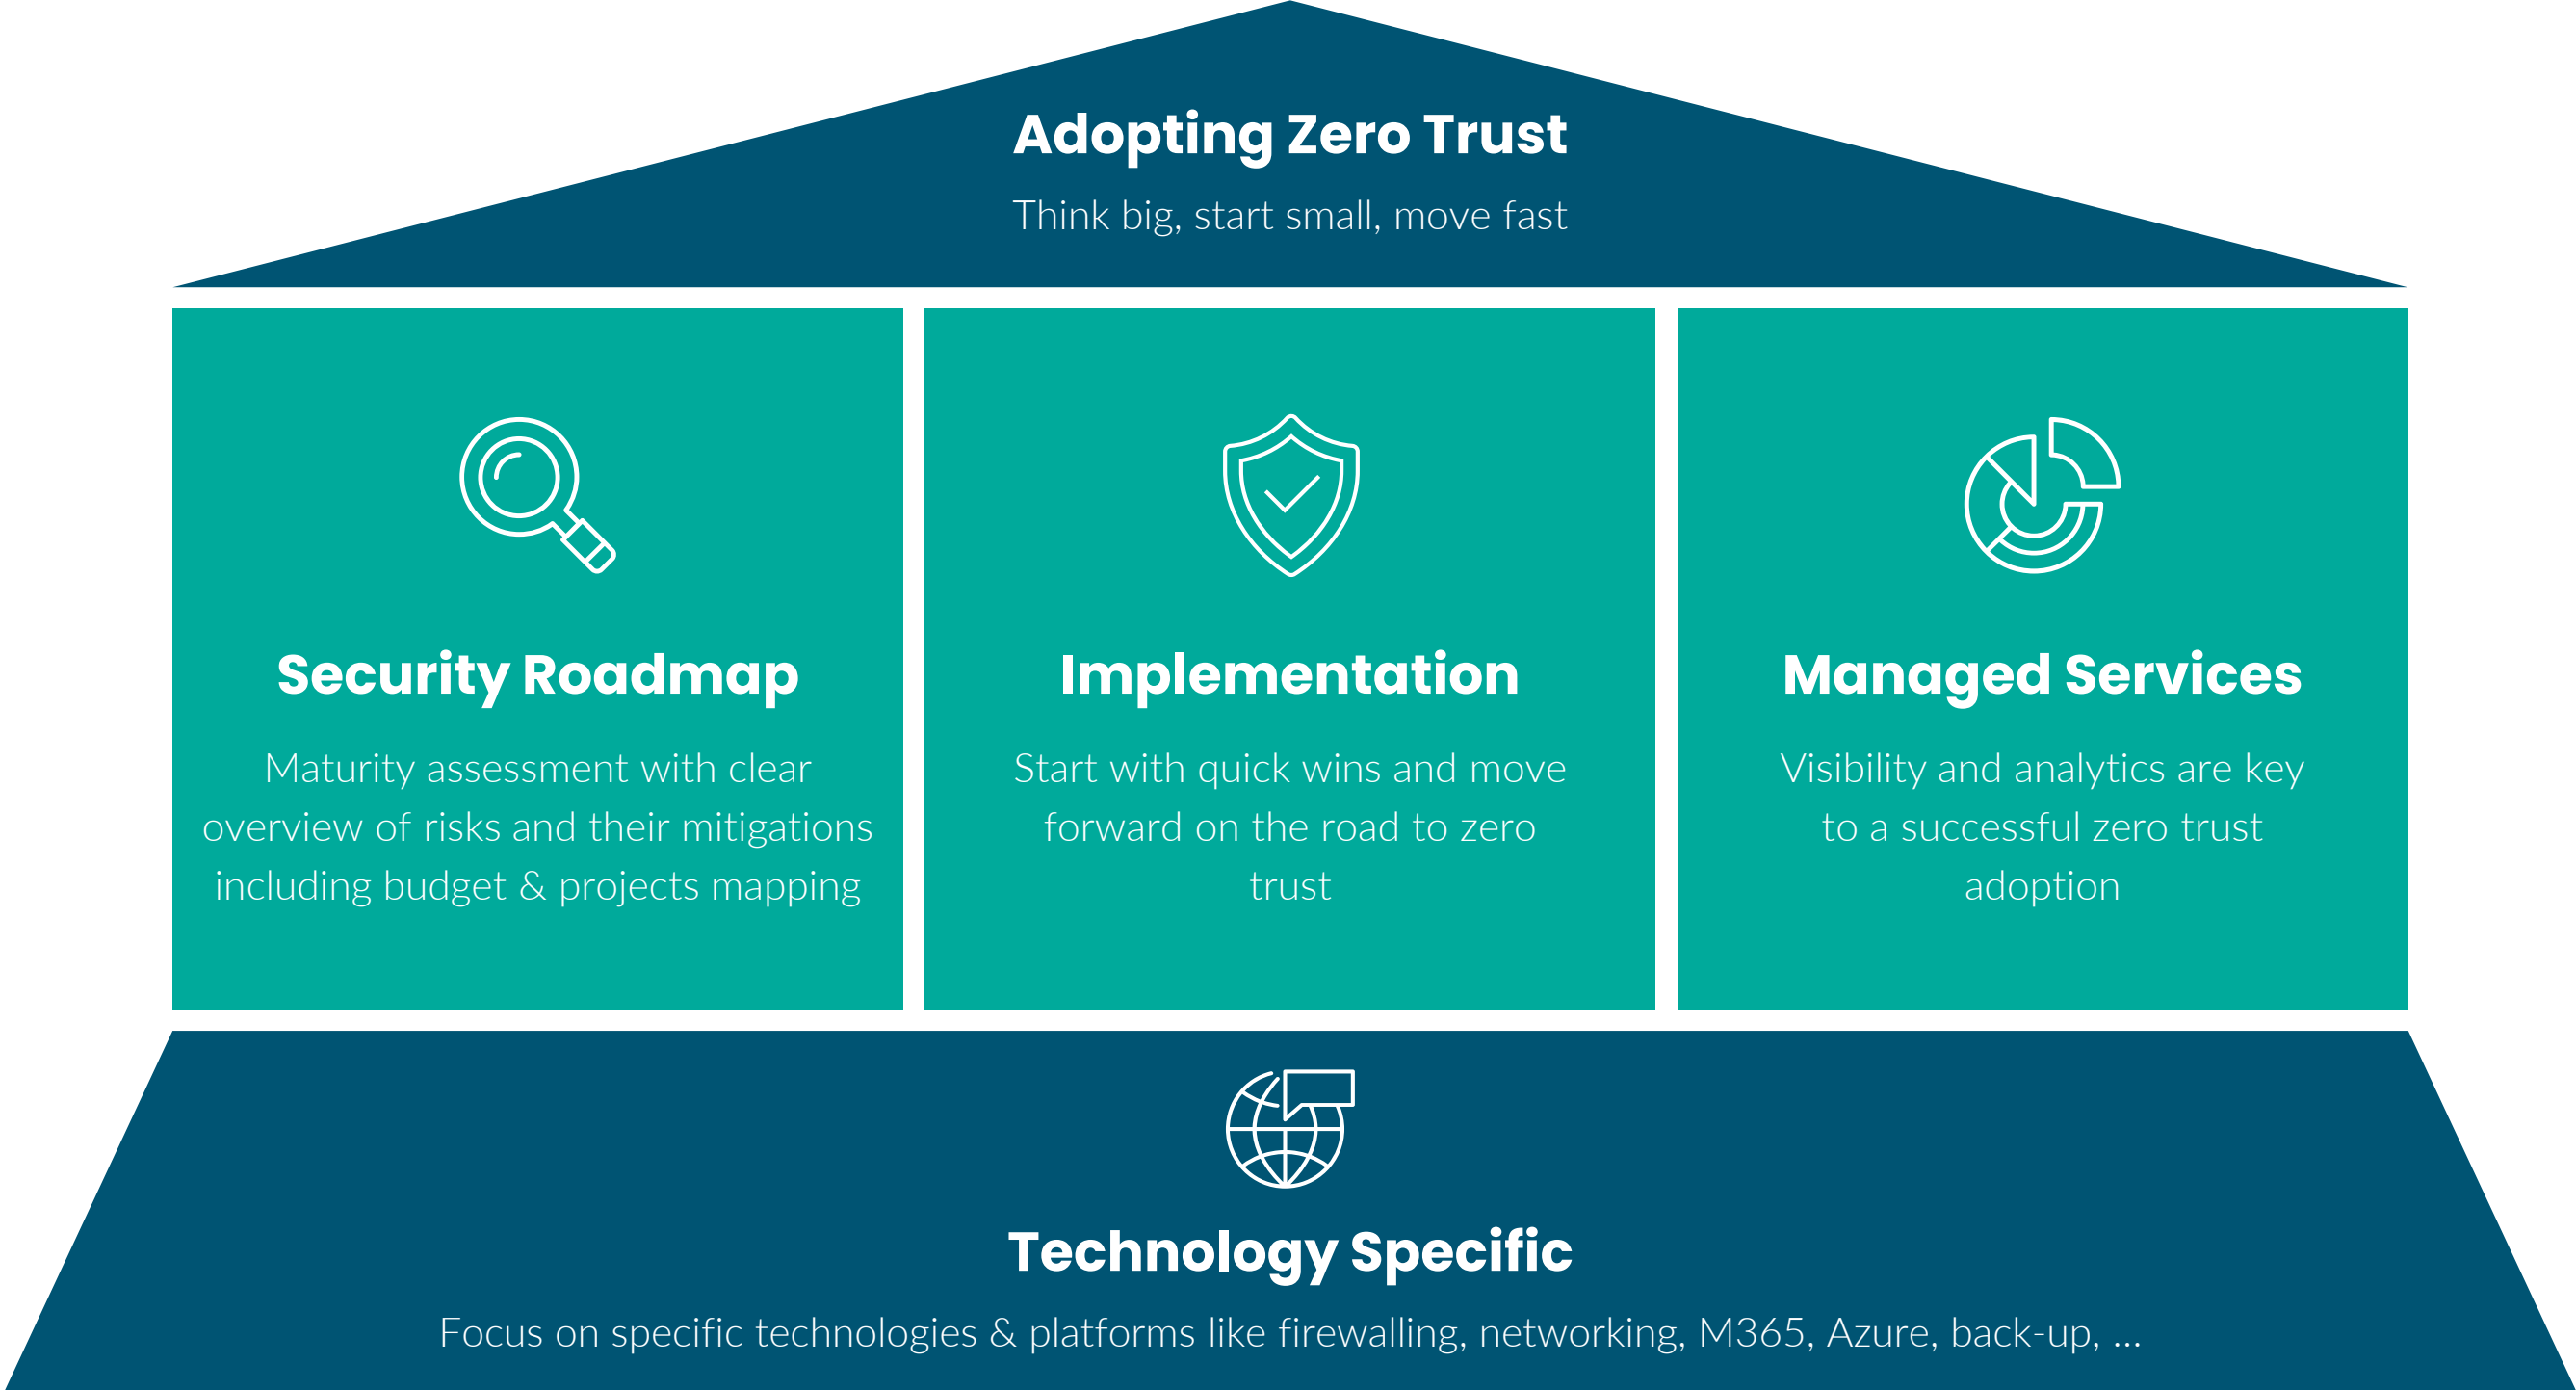 Adopting Zero Trust
Think big, start small, move fast
Security Roadmap
Maturity assessment with clear
overview of risks and their mitigations
including budget & projects mapping
Implementation
Start with quick wins and move
forward on the road to zero
trust
Managed Services
Visibility and analytics are key
to a successful zero trust
adoption
Technology Specific
Focus on specific technologies & platforms like firewalling, networking, M365, Azure, back-up, ...